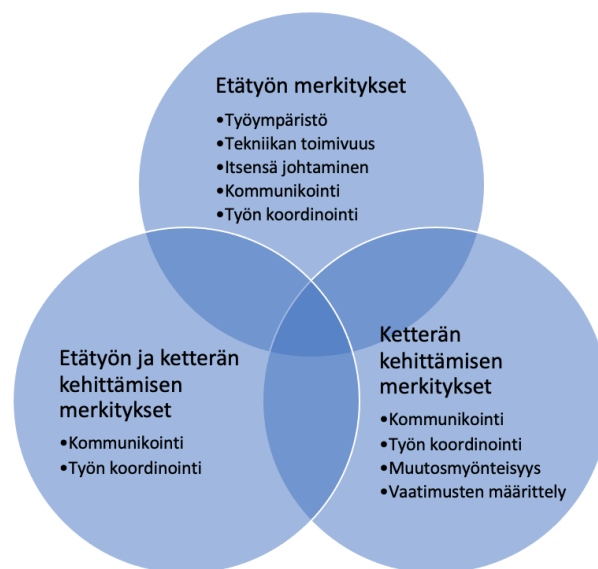 Etätyön merkitykset
•Työympäristö
•Tekniikan toimivuus
•Itsensä johtaminen
•Kommunikointi
•Työn koordinointi
Etätyön ja ketterän
kehittämisen
merkitykset
•Kommunikointi
•Työn koordinointi
Ketterän
kehittämisen
merkitykset
•Kommunikointi
•Työn koordinointi
•Muutosmyönteisyys
•Vaatimusten määrittely